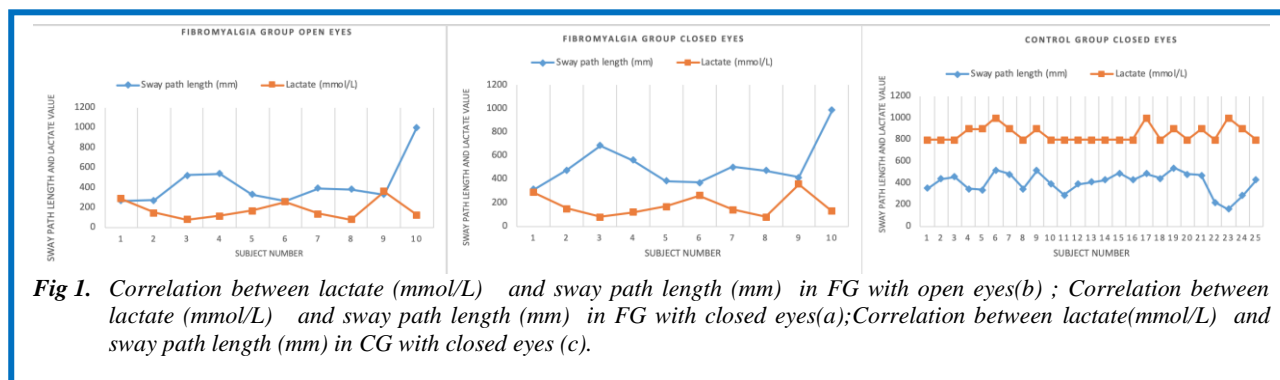 FIBROMYALGIA GROUP OPEN EYES
Sway path length (mm) Lactate (mmol/L)
SWAY PATH LENGTH AND LACTATE VALUE
1200
1000
800
600
400
200
0
1 2 3 4 5 6 7 8 9 10
SUBJECT NUMBER
FIBROMYALGIA GROUP CLOSED EYES
Sway path length (mm) Lactate (mmol/L)
SWAY PATH LENGTH AND LACTATE VALUE
1200
1000
800
600
400
200
0
1 2 3 4 5 6 7 8 9 10
SUBJECT NUMBER
CONTROL GROUP CLOSED EYES
Sway path length (mm) Lactate (mmol/L)
SWAY PATH LENGTH AND LACTATE VALUE
1200
1000
800
600
400
200
0
1 2 3 4 5 6 7 8 9 10 11 12 13 14 15 16 17 18 19 20 21 22 23 24 25
SUBJECT NUMBER
Fig 1. Correlation between lactate (mmol/L) and sway path length (mm) in FG with open eyes(b) ; Correlation between
lactate (mmol/L) and sway path length (mm) in FG with closed eyes(a);Correlation between lactate(mmol/L) and
sway path length (mm) in CG with closed eyes (c).